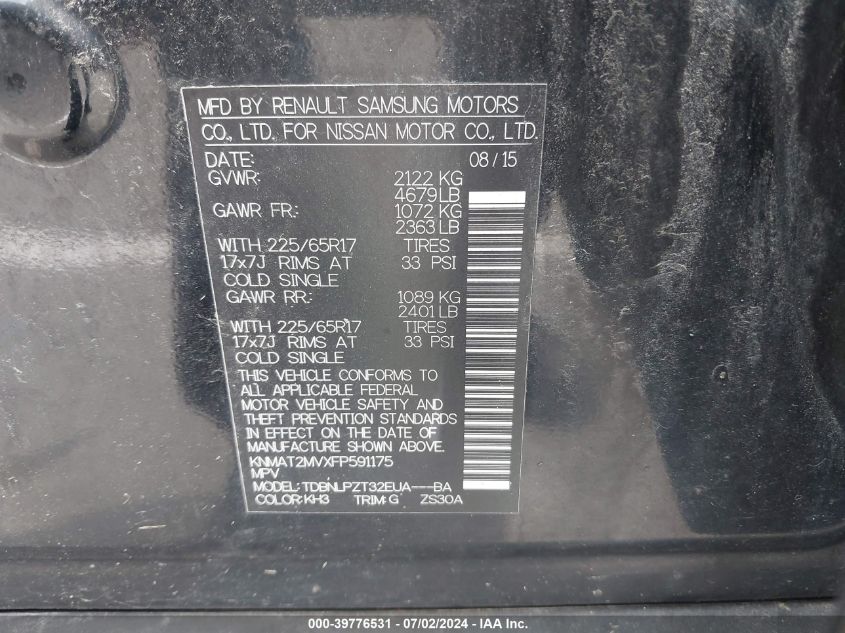 MFD BY RENAULT SAMSUNG MOTORS
CO., LTD. FOR NISSAN MOTOR CO., LTD.
DATE: 08/15
GVWR: 2122 KG
4679 LB
GAWR FR: 1072 KG
2363 LB
WITH 225/65R17 TIRES
17x7J RIMS AT 33 PSI
COLD SINGLE
GAWR RR: 1089 KG
2401 LB
WITH 225/65R17 TIRES
17x7J RIMS AT 33 PSI
COLD SINGLE
THIS VEHICLE CONFORMS TO
ALL APPLICABLE FEDERAL
MOTOR VEHICLE SAFETY AND
THEFT PREVENTION STANDARDS
IN EFFECT ON THE DATE OF
MANUFACTURE SHOWN ABOVE.
KNMAT2MVXFP591175
MPV
MODEL: TDBNLPZT32EUA---BA
COLOR: KH3 TRIM: G ZS30A
000-39776531 - 07/02/2024 - IAA Inc.